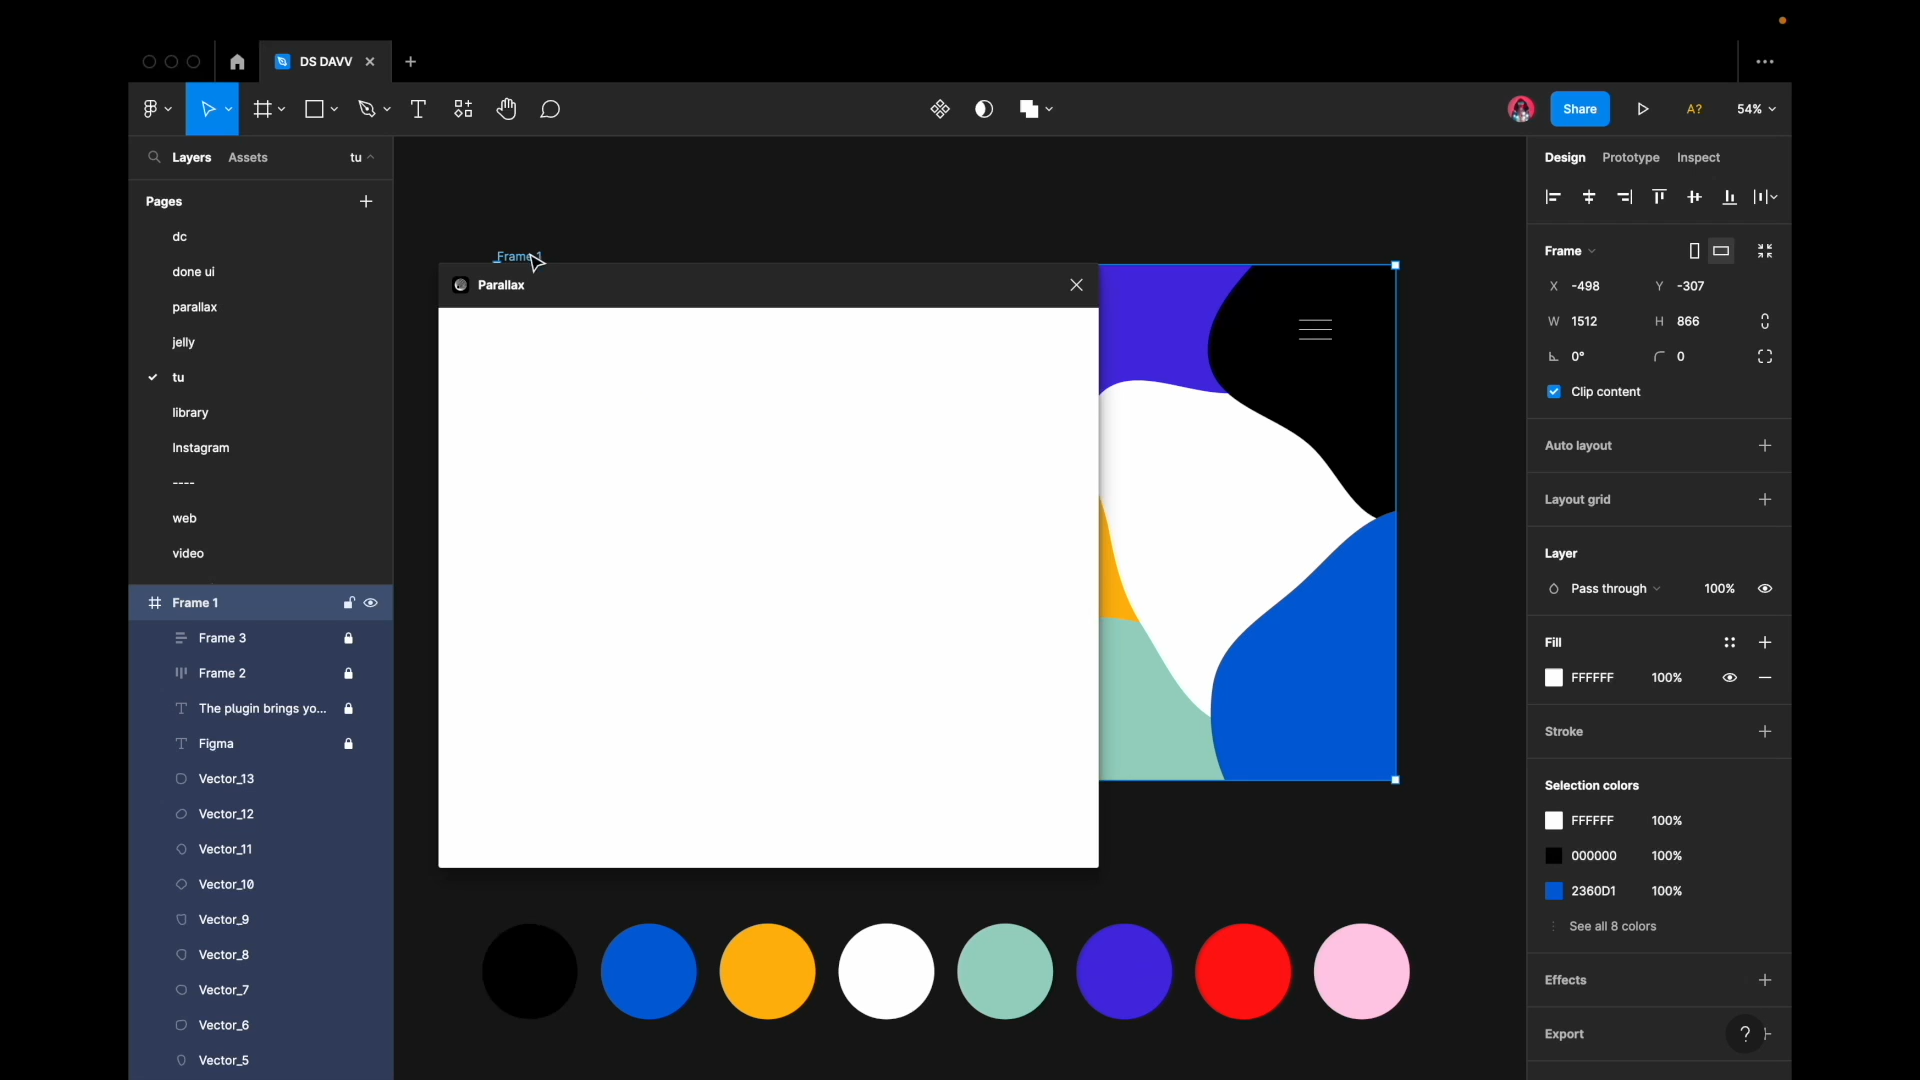 DS DAVV
Share
A?
54%
Layers
Assets
tu
Pages
dc
done ui
parallax
jelly
tu
library
Instagram
----
web
video
Frame 1
Frame 3
Frame 2
The plugin brings yo...
Figma
Vector_13
Vector_12
Vector_11
Vector_10
Vector_9
Vector_8
Vector_7
Vector_6
Vector_5
Frame 1
Parallax
Design
Prototype
Inspect
Frame
X -498 Y -307
W 1512 H 866
0° 0
Clip content
Auto layout
Layout grid
Layer
Pass through 100%
Fill
FFFFFF 100%
Stroke
Selection colors
FFFFFF 100%
000000 100%
2360D1 100%
See all 8 colors
Effects
Export
?